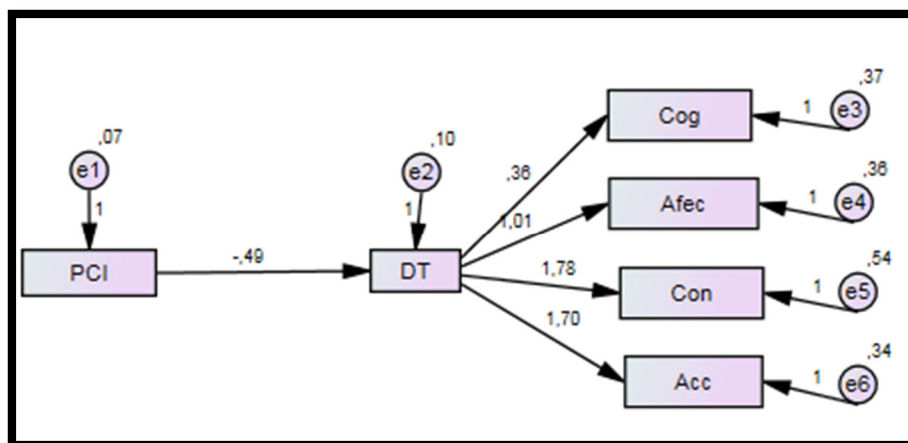 ,37
1
e3
Cog
,07
,10
e1
e2
,36
,36
1
e4
Afec
1
1
1,01
-,49
PCI
DT
1,78
,54
1
e5
Con
1,70
,34
1
e6
Acc